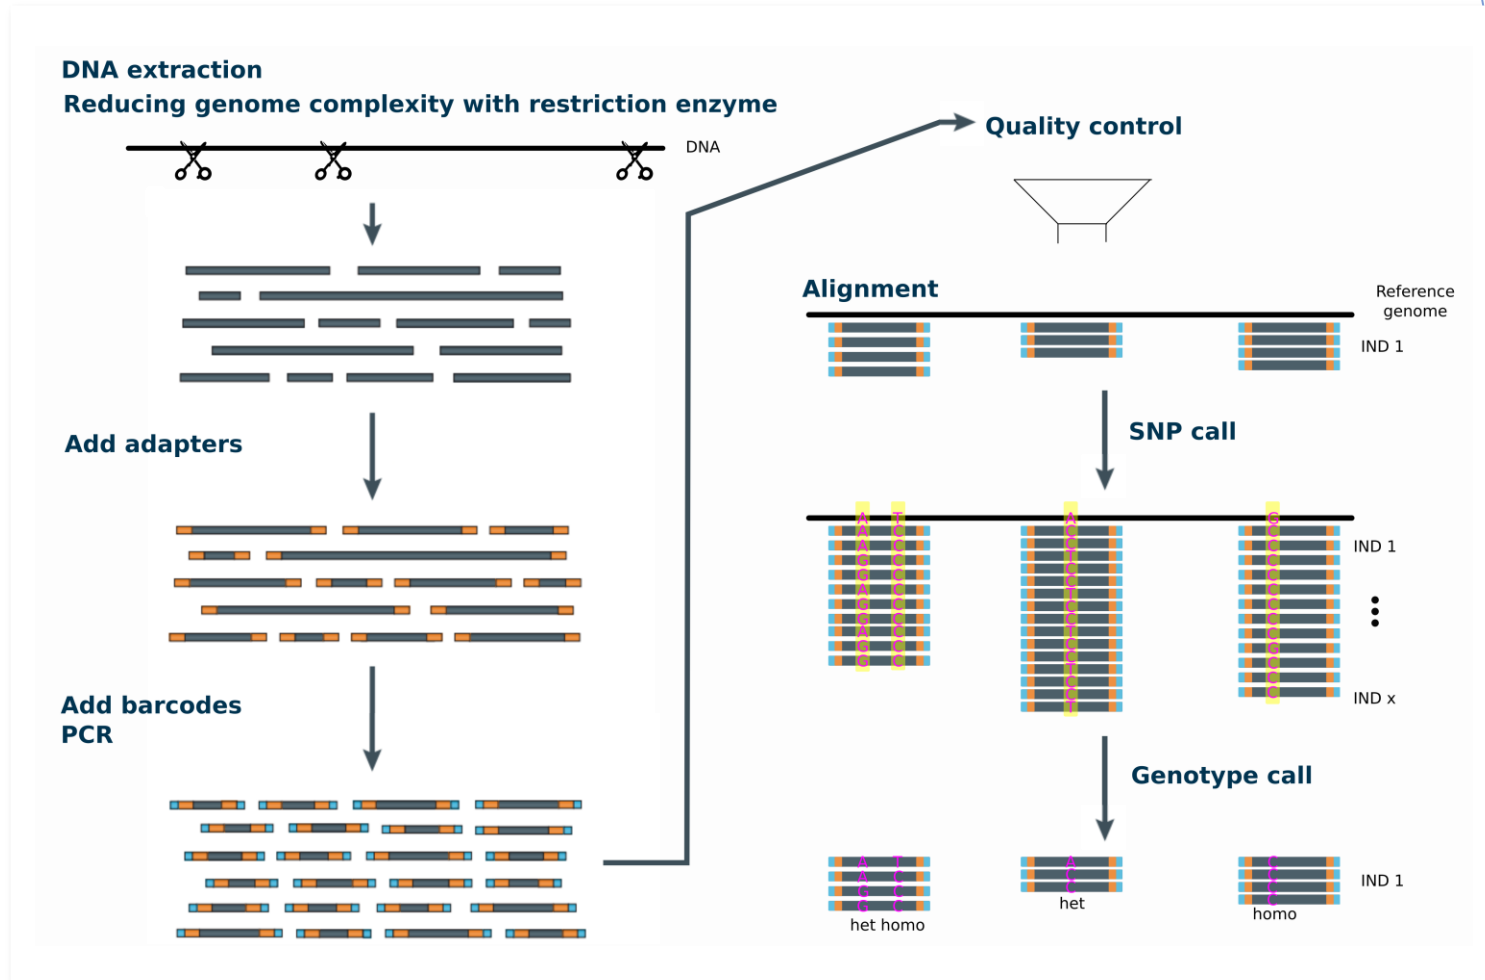 DNA extraction
Reducing genome complexity with restriction enzyme
DNA
Add adapters
Add barcodes
PCR
Quality control
Alignment
Reference
genome
IND 1
SNP call
A T A G
A C C C
A C T C
G C C C
G C C C
A C T C
G C C C
G C C C
A C T C
G C C G
G C C C
T C
C C
C
T
IND 1
IND x
Genotype call
A T A C
A C C C
G C C C
G C C
IND 1
het homo
het
homo